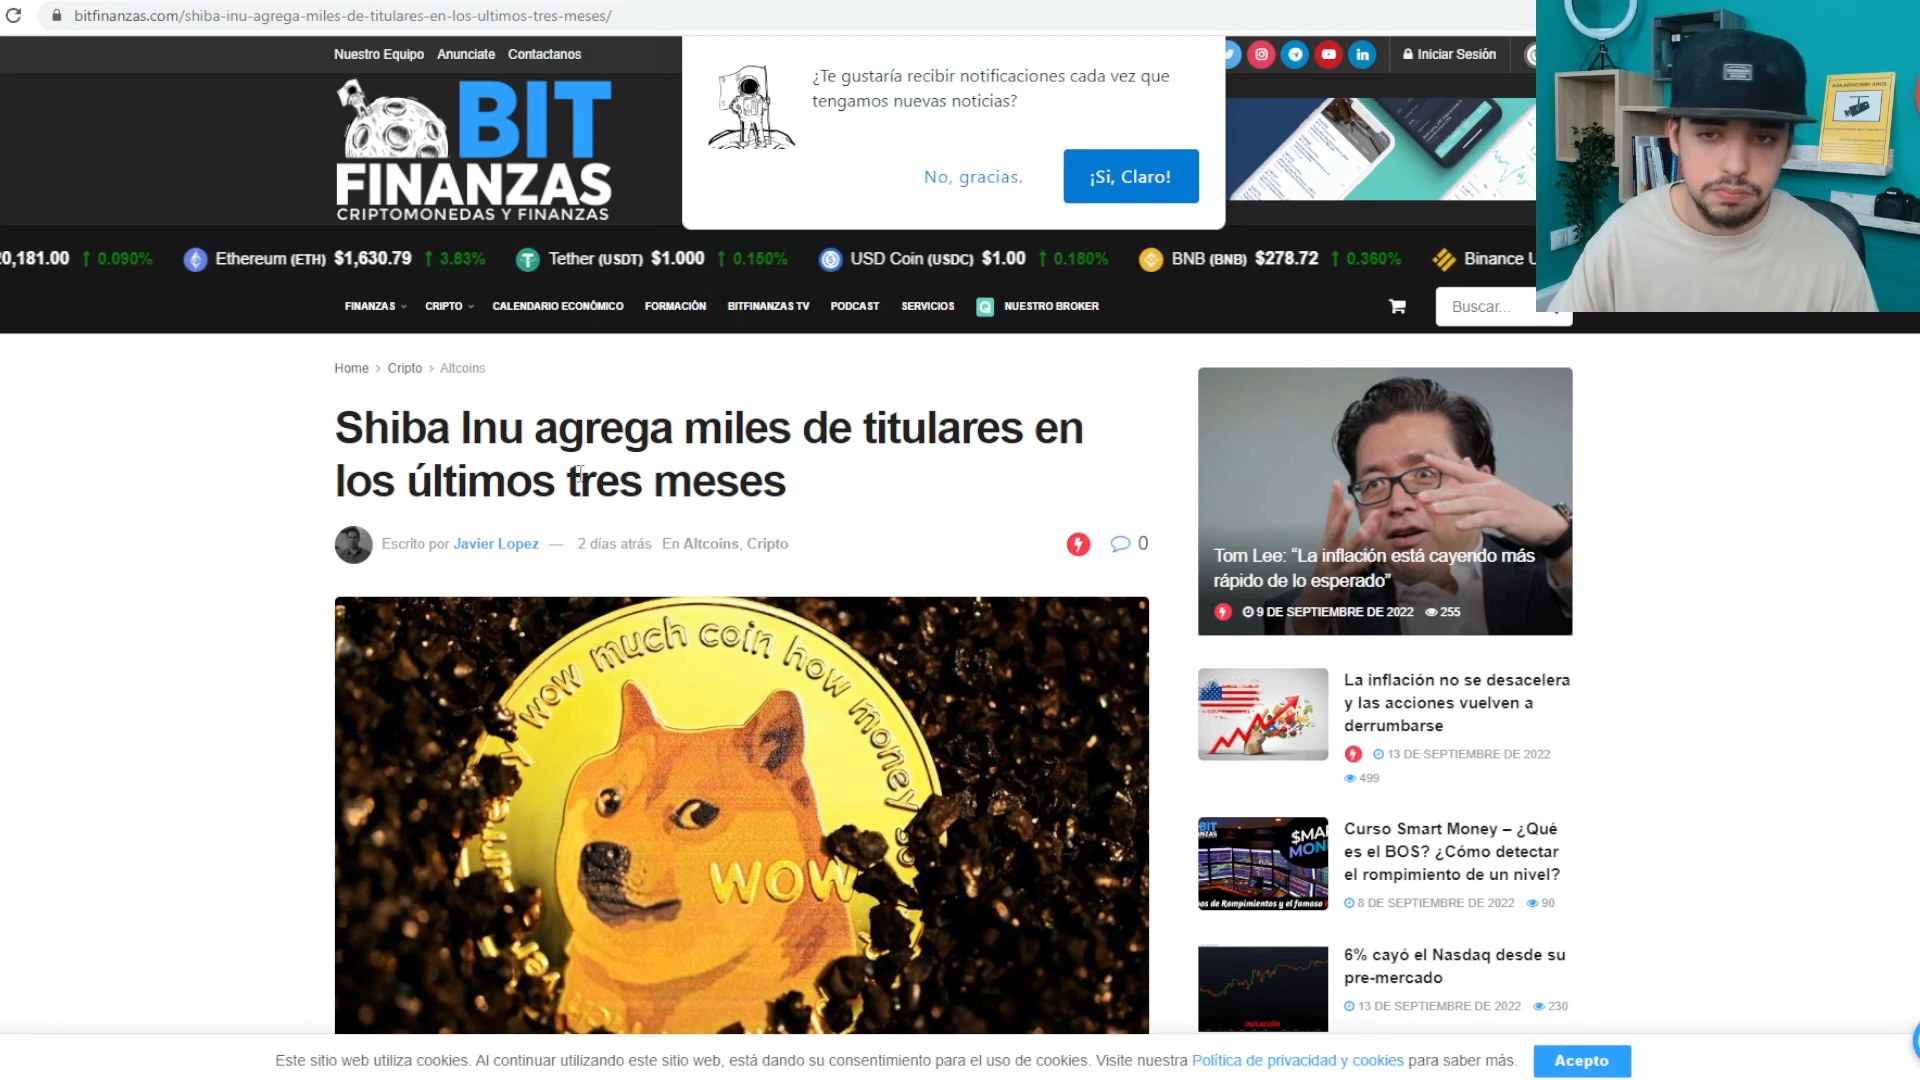 bitfinanzas.com/shiba-inu-agrega-miles-de-titulares-en-los-ultimos-tres-meses/
Nuestro Equipo Anunciate Contactanos
Iniciar Sesión
BIT
FINANZAS
CRIPTOMONEDAS Y FINANZAS
¿Te gustaría recibir notificaciones cada vez que
tengamos nuevas noticias?
No, gracias. ¡Si, Claro!
0,181.00 ↑ 0.090% Ethereum (ETH) $1,630.79 ↑ 3.83% Tether (USDT) $1.000 ↑ 0.150% USD Coin (USDC) $1.00 ↑ 0.180% BNB (BNB) $278.72 ↑ 0.360% Binance U
FINANZAS CRIPTO CALENDARIO ECONÓMICO FORMACIÓN BITFINANZAS TV PODCAST SERVICIOS NUESTRO BROKER
Buscar...
Home > Cripto > Altcoins
Shiba Inu agrega miles de titulares en
los últimos tres meses
Escrito por Javier Lopez — 2 días atrás En Altcoins, Cripto
0
wow much coin how money
WOW
Tom Lee: “La inflación está cayendo más
rápido de lo esperado”
9 DE SEPTIEMBRE DE 2022 255
La inflación no se desacelera
y las acciones vuelven a
derrumbarse
13 DE SEPTIEMBRE DE 2022
499
BIT
$MA
MON
as de Rompimientos y el famoso
Curso Smart Money – ¿Qué
es el BOS? ¿Cómo detectar
el rompimiento de un nivel?
8 DE SEPTIEMBRE DE 2022 90
INFLACIÓN
6% cayó el Nasdaq desde su
pre-mercado
13 DE SEPTIEMBRE DE 2022 230
Este sitio web utiliza cookies. Al continuar utilizando este sitio web, está dando su consentimiento para el uso de cookies. Visite nuestra Política de privacidad y cookies para saber más.
Acepto